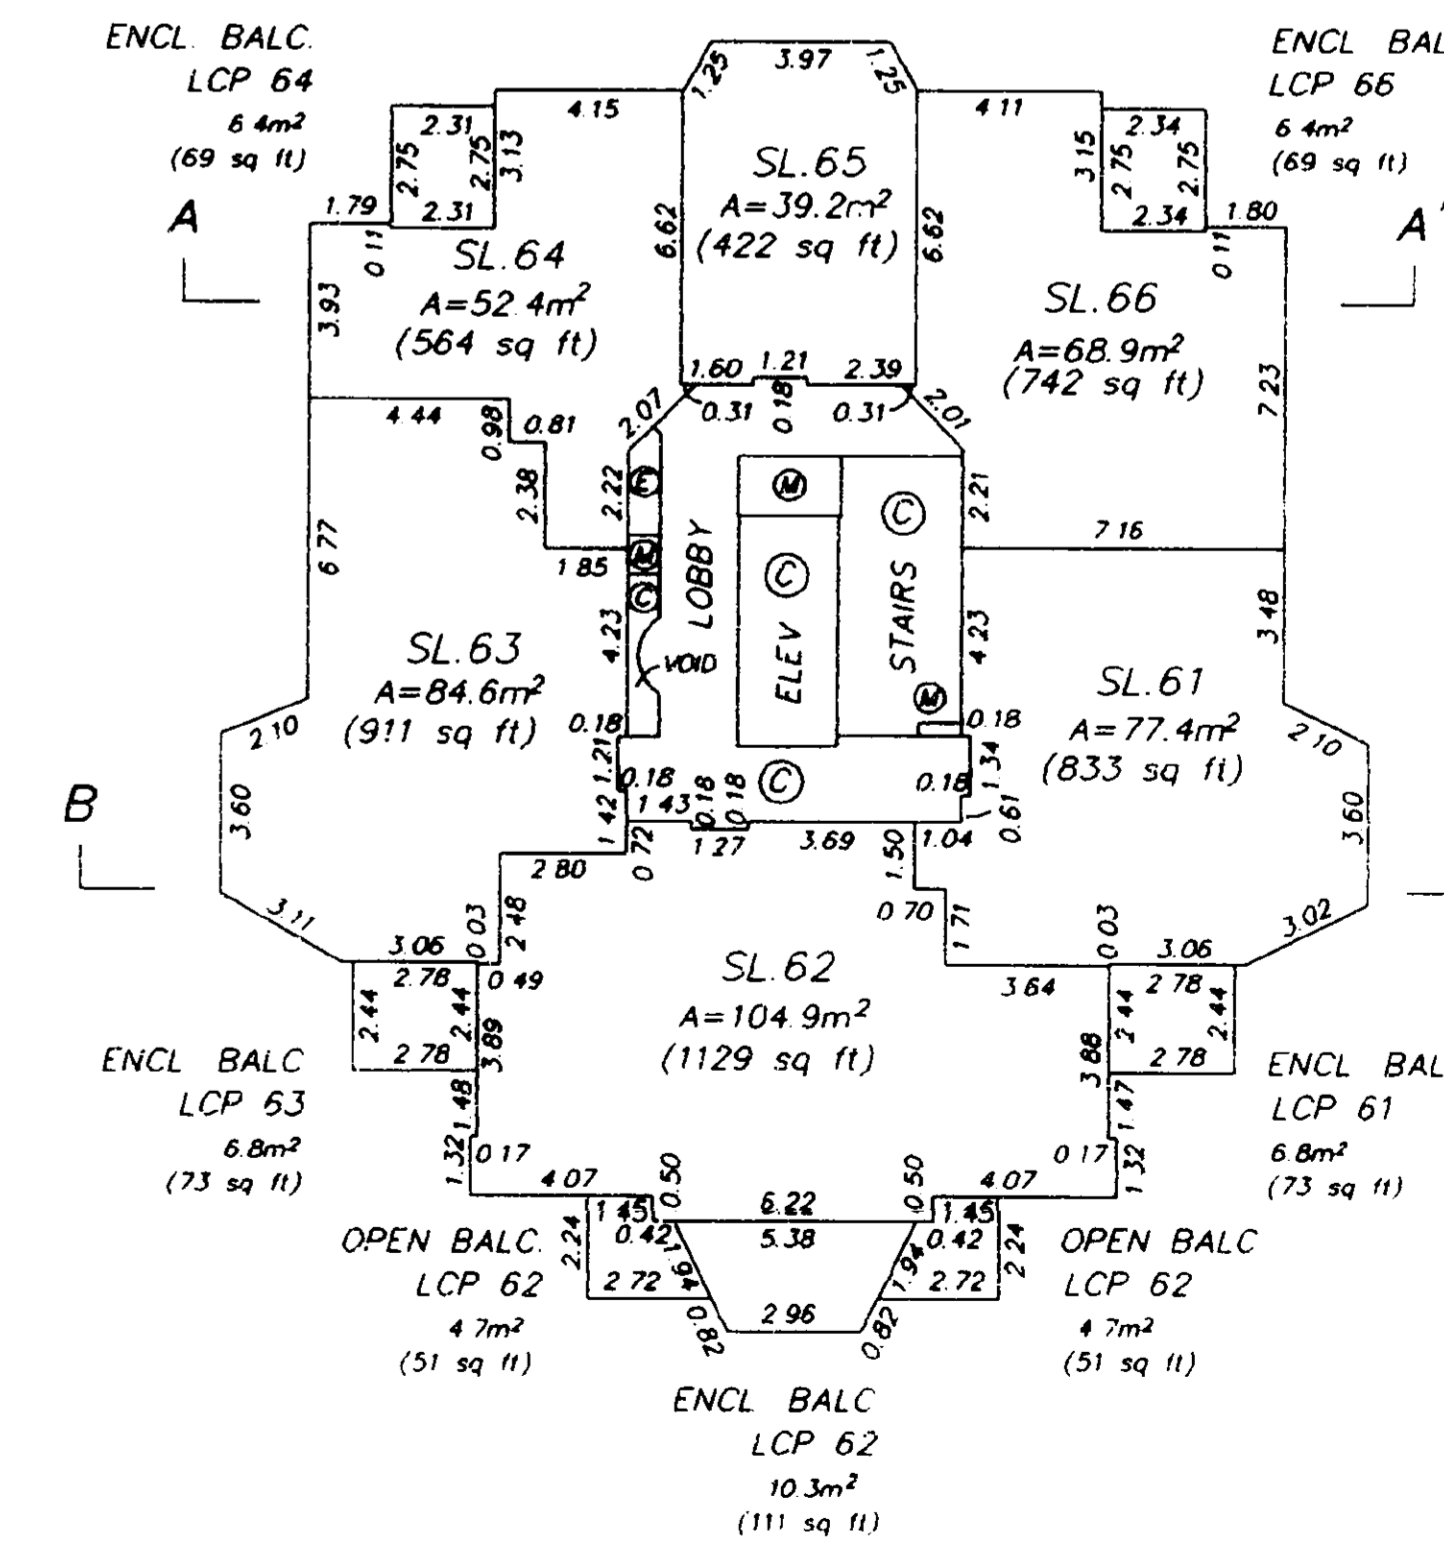 ENCL. BALC.
LCP 64
6.4m²
(69 sq ft)
ENCL BAL
LCP 66
6.4m²
(69 sq ft)
1.25
3.97
1.25
4.15
4.11
2.31
2.75
2.75
3.13
2.31
3.15
2.34
2.75
2.75
2.34
SL.65
A=39.2m²
(422 sq ft)
6.62
6.62
1.79
0.11
1.80
0.11
A
A'
SL.64
A=52.4m²
(564 sq ft)
3.93
SL.66
A=68.9m²
(742 sq ft)
7.23
1.60
1.21
2.39
0.31
0.18
0.31
2.07
2.01
4.44
0.98
0.81
2.38
2.22
E
M
C
2.21
6.77
1.85
M
LOBBY
C
ELEV
C
STAIRS
7.16
C
4.23
VOID
4.23
3.48
SL.63
A=84.6m²
(911 sq ft)
SL.61
A=77.4m²
(833 sq ft)
M
2.10
0.18
0.18
2.10
1.21
0.18
1.34
0.18
C
B
3.60
1.42
1.43
0.18
0.18
0.61
3.60
0.72
1.27
3.69
1.50
1.04
2.80
3.11
0.03
2.48
0.70
1.71
0.03
3.02
3.06
0.49
3.64
3.06
SL.62
A=104.9m²
(1129 sq ft)
2.78
2.44
2.44
2.78
3.89
2.78
2.44
2.44
2.78
3.88
ENCL BALC
LCP 63
6.8m²
(73 sq ft)
ENCL BAL
LCP 61
6.8m²
(73 sq ft)
1.48
1.32
0.17
1.47
0.17
1.32
4.07
0.50
6.22
0.50
4.07
1.45
0.42
5.38
1.45
0.42
2.24
1.94
1.94
2.24
2.72
2.72
0.82
2.96
0.82
OPEN BALC.
LCP 62
4.7m²
(51 sq ft)
OPEN BALC
LCP 62
4.7m²
(51 sq ft)
ENCL BALC
LCP 62
10.3m²
(111 sq ft)